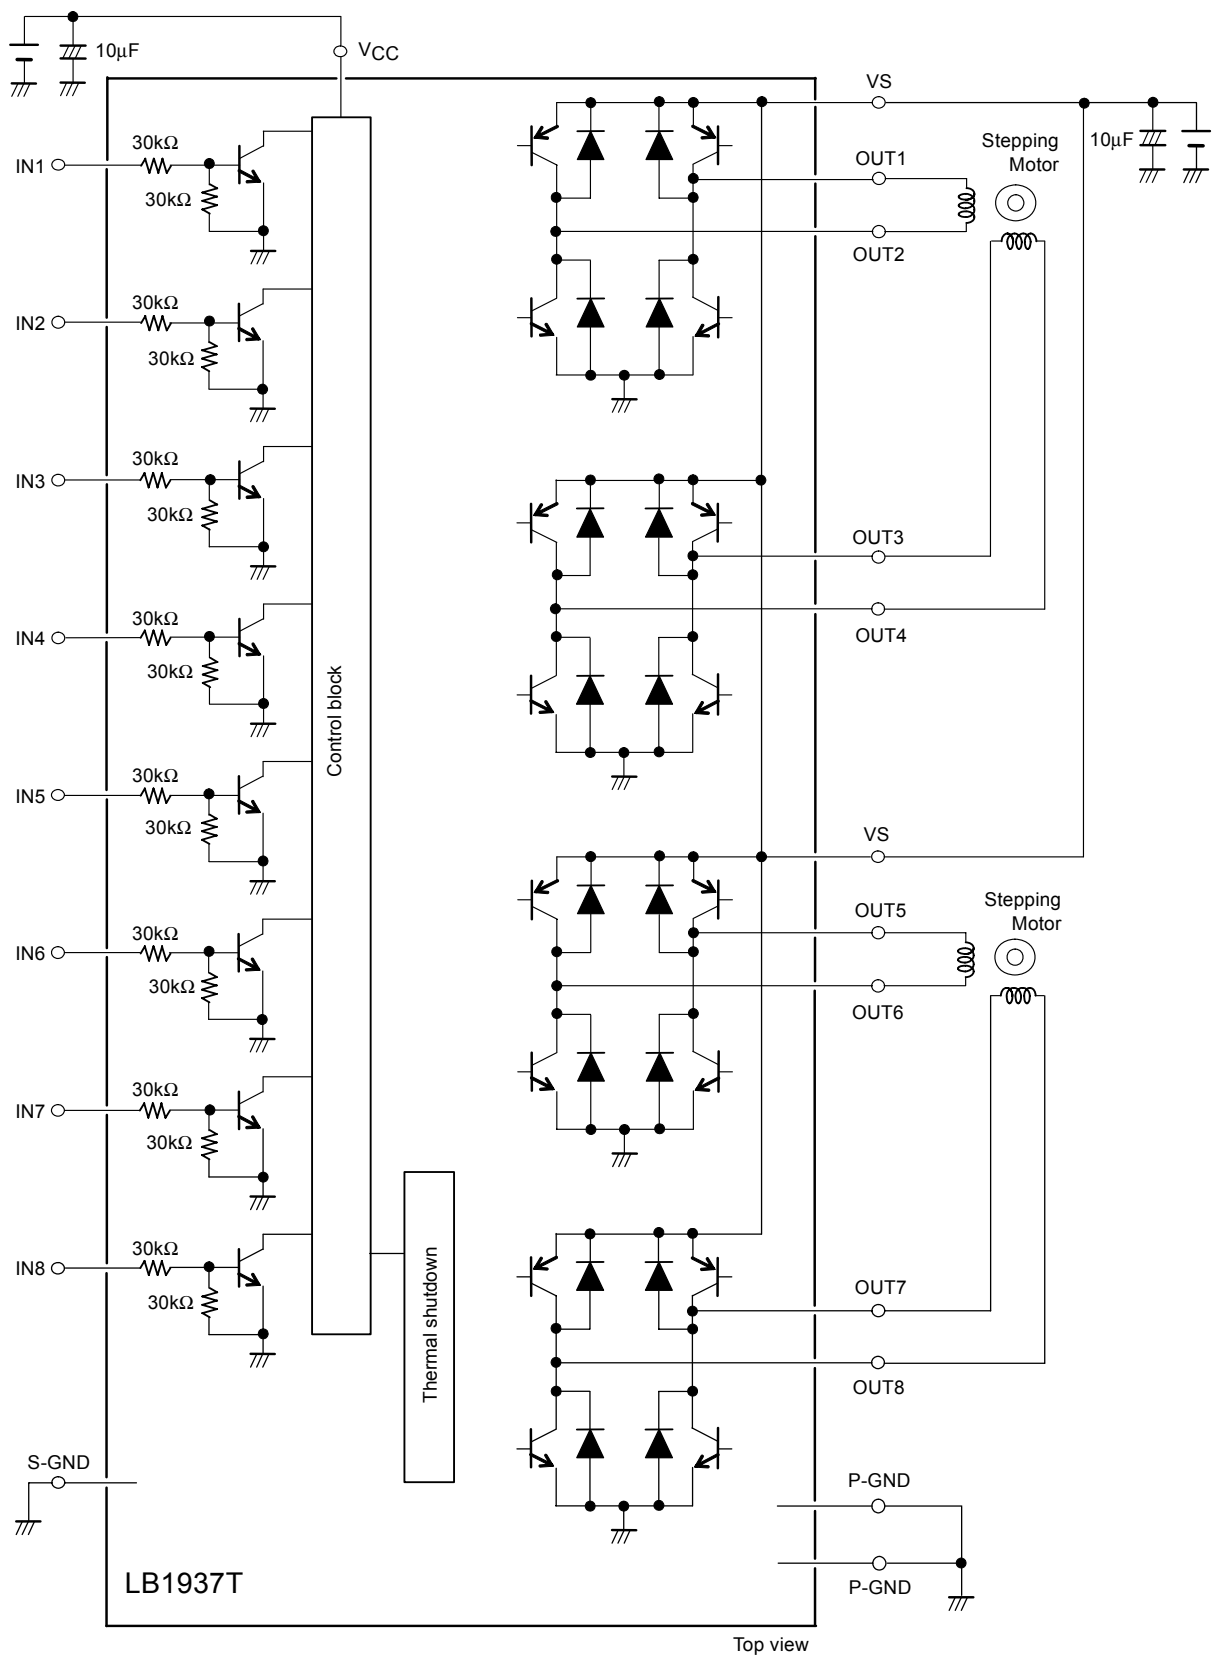 10μF
VCC
VS
10μF
Stepping
Motor
30kΩ
IN1
30kΩ
OUT1
OUT2
30kΩ
IN2
30kΩ
30kΩ
IN3
30kΩ
OUT3
30kΩ
IN4
30kΩ
OUT4
Control block
30kΩ
IN5
30kΩ
VS
Stepping
Motor
OUT5
30kΩ
IN6
30kΩ
OUT6
30kΩ
IN7
30kΩ
30kΩ
IN8
30kΩ
Thermal shutdown
OUT7
OUT8
S-GND
P-GND
P-GND
LB1937T
Top view